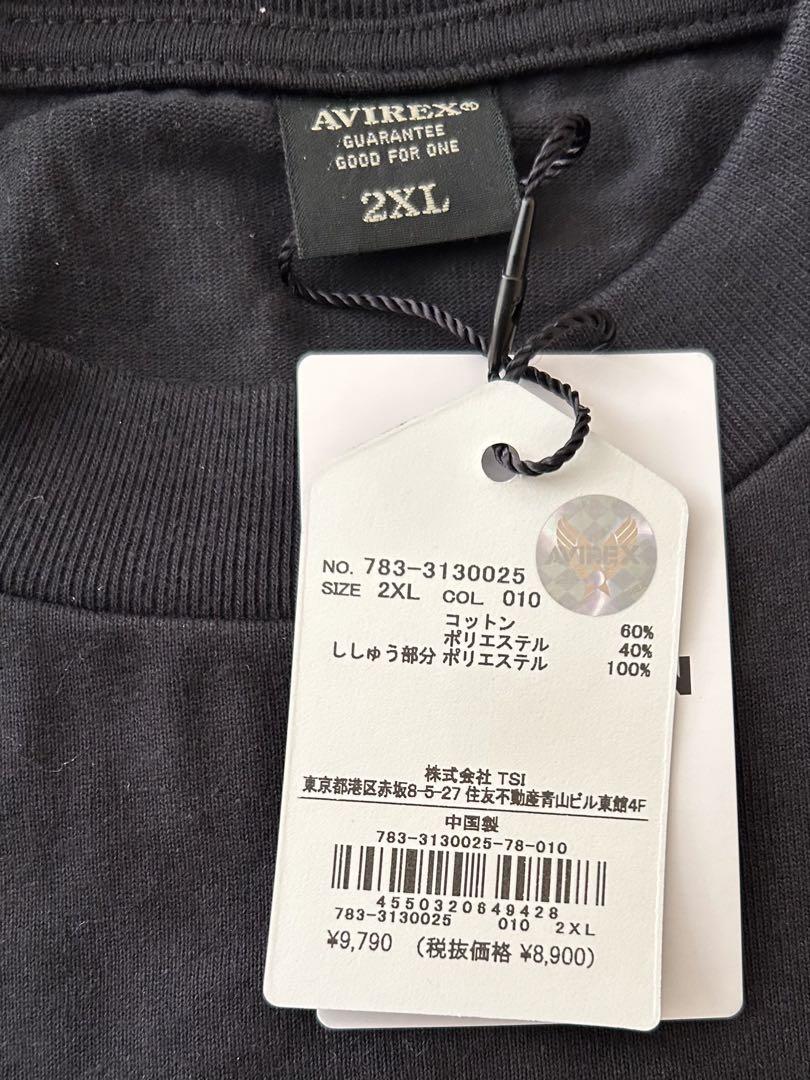 AVIREX®
GUARANTEE
GOOD FOR ONE
2XL
AVIREX
NO. 783-3130025
SIZE 2XL COL. 010
コットン 60%
ポリエステル 40%
ししゅう部分 ポリエステル 100%
N
株式会社 TSI
東京都港区赤坂8-5-27 住友不動産青山ビル東館4F
中国製
783-3130025-78-010
4550320649428
783-3130025 010 2XL
¥9,790 (税抜価格 ¥8,900)